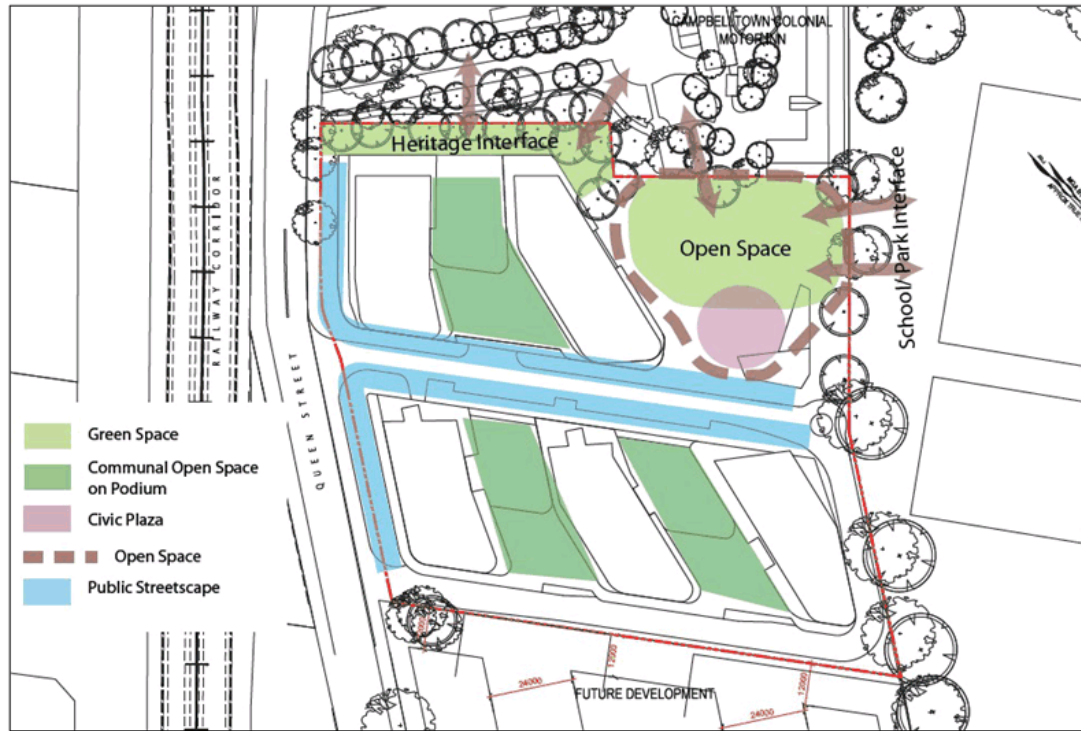 CAMPBELLTOWN COLONIAL
MOTOR INN
Heritage Interface
Open Space
School/ Park Interface
RAILWAY CORRIDOR
QUEEN STREET
Green Space
Communal Open Space
on Podium
Civic Plaza
Open Space
Public Streetscape
FUTURE DEVELOPMENT
24000
12000
12000
24000